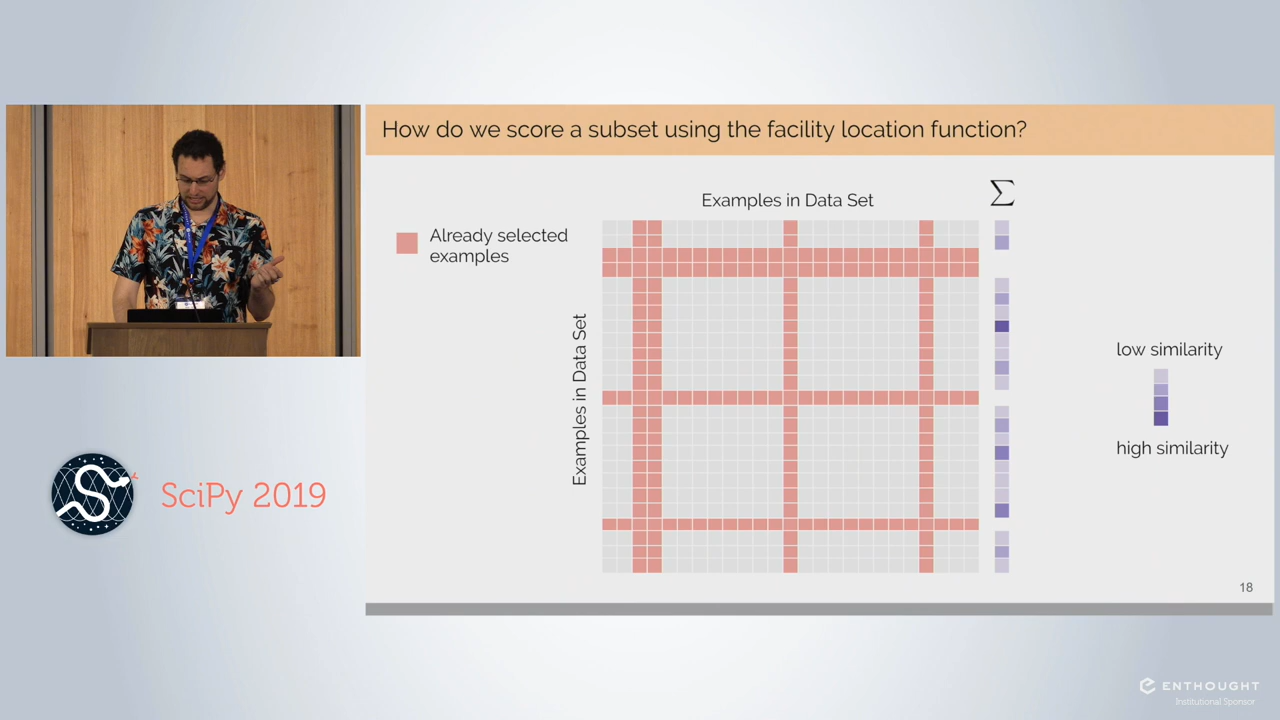 How do we score a subset using the facility location function?
Examples in Data Set
∑
Already selected
examples
Examples in Data Set
low similarity
high similarity
18
SciPy 2019
ENTHOUGHT
Institutional Sponsor